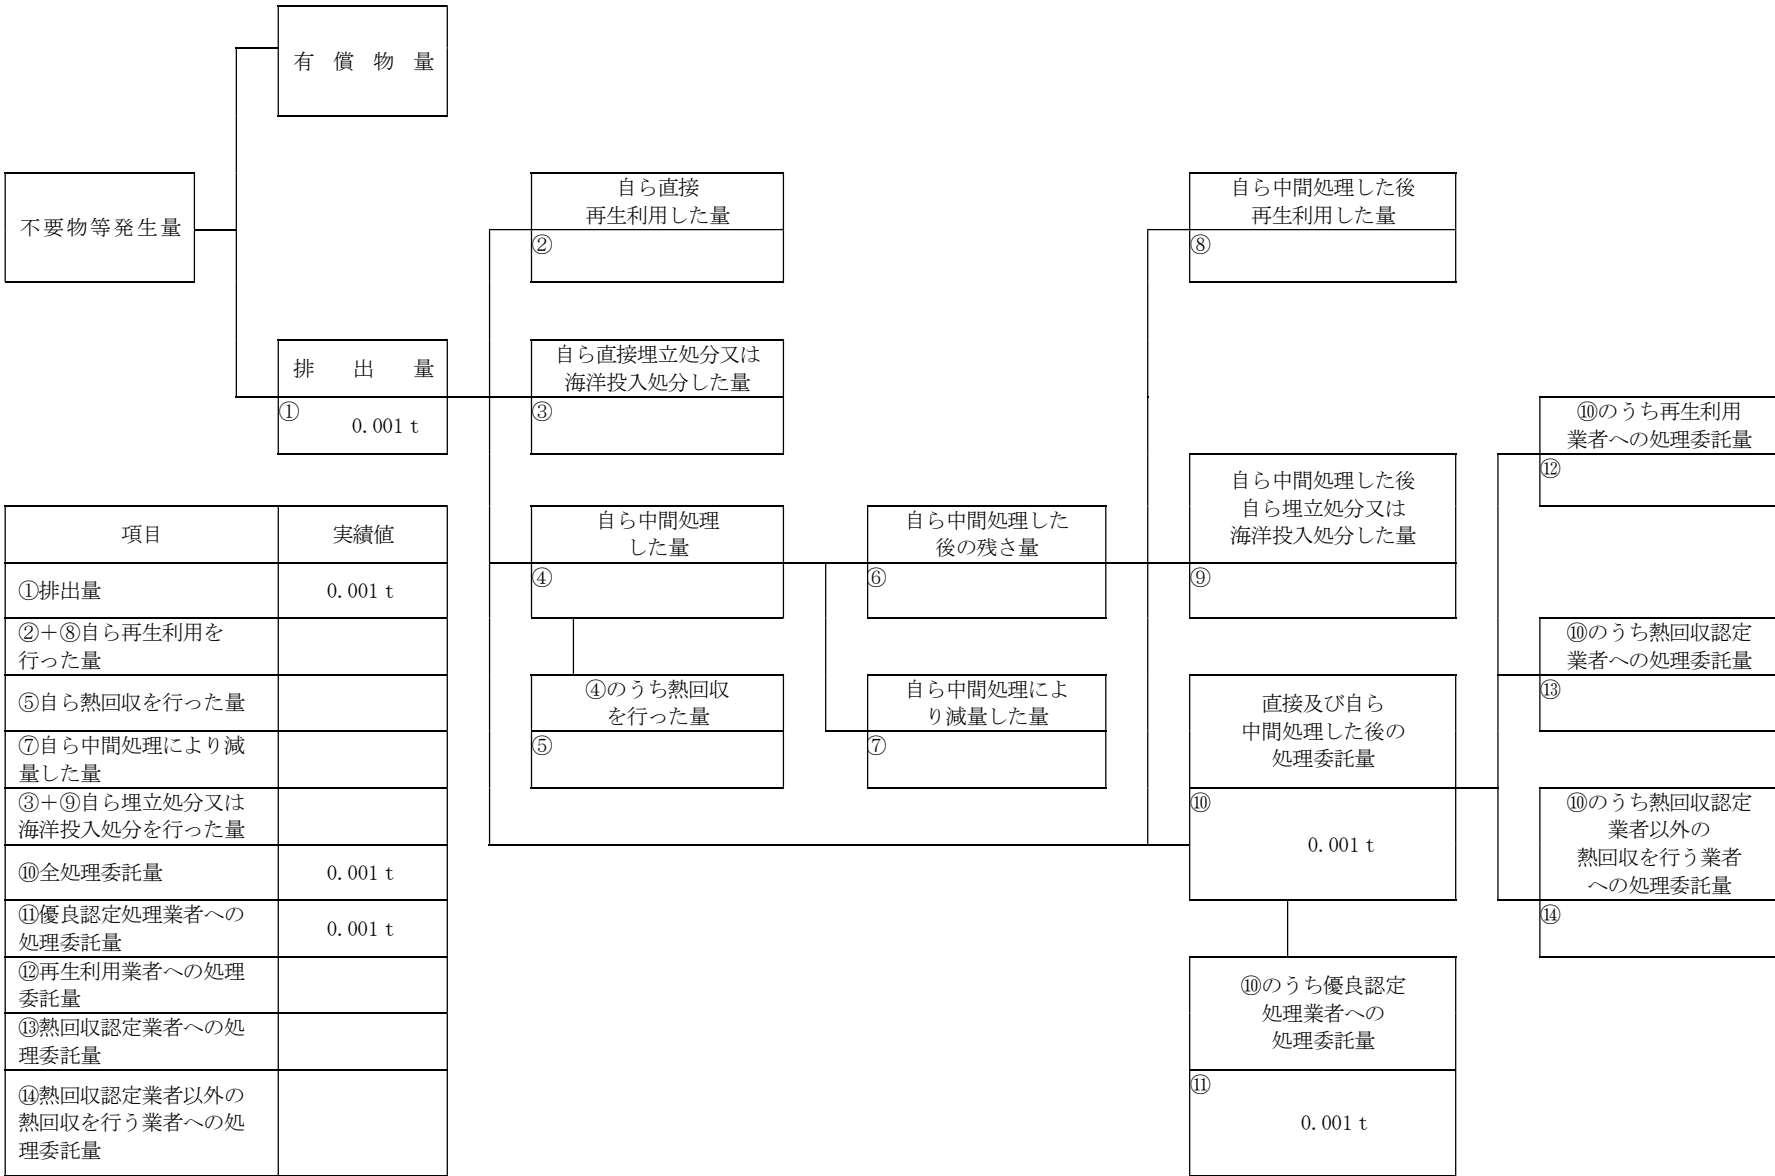 有 償 物 量
不要物等発生量
自ら直接
再生利用した量
②
自ら中間処理した後
再生利用した量
⑧
排 出 量
①
0.001 t
自ら直接埋立処分又は
海洋投入処分した量
③
⑩のうち再生利用
業者への処理委託量
⑫
自ら中間処理した後
自ら埋立処分又は
海洋投入処分した量
⑨
自ら中間処理
した量
④
自ら中間処理した
後の残さ量
⑥
⑩のうち熱回収認定
業者への処理委託量
⑬
④のうち熱回収
を行った量
⑤
自ら中間処理によ
り減量した量
⑦
直接及び自ら
中間処理した後の
処理委託量
⑩
0.001 t
⑩のうち熱回収認定
業者以外の
熱回収を行う業者
への処理委託量
⑭
⑩のうち優良認定
処理業者への
処理委託量
⑪
0.001 t
項目 実績値
①排出量 0.001 t
②+⑧自ら再生利用を
行った量
⑤自ら熱回収を行った量
⑦自ら中間処理により減
量した量
③+⑨自ら埋立処分又は
海洋投入処分を行った量
⑩全処理委託量 0.001 t
⑪優良認定処理業者への
処理委託量 0.001 t
⑫再生利用業者への処理
委託量
⑬熱回収認定業者への処
理委託量
⑭熱回収認定業者以外の
熱回収を行う業者への処
理委託量